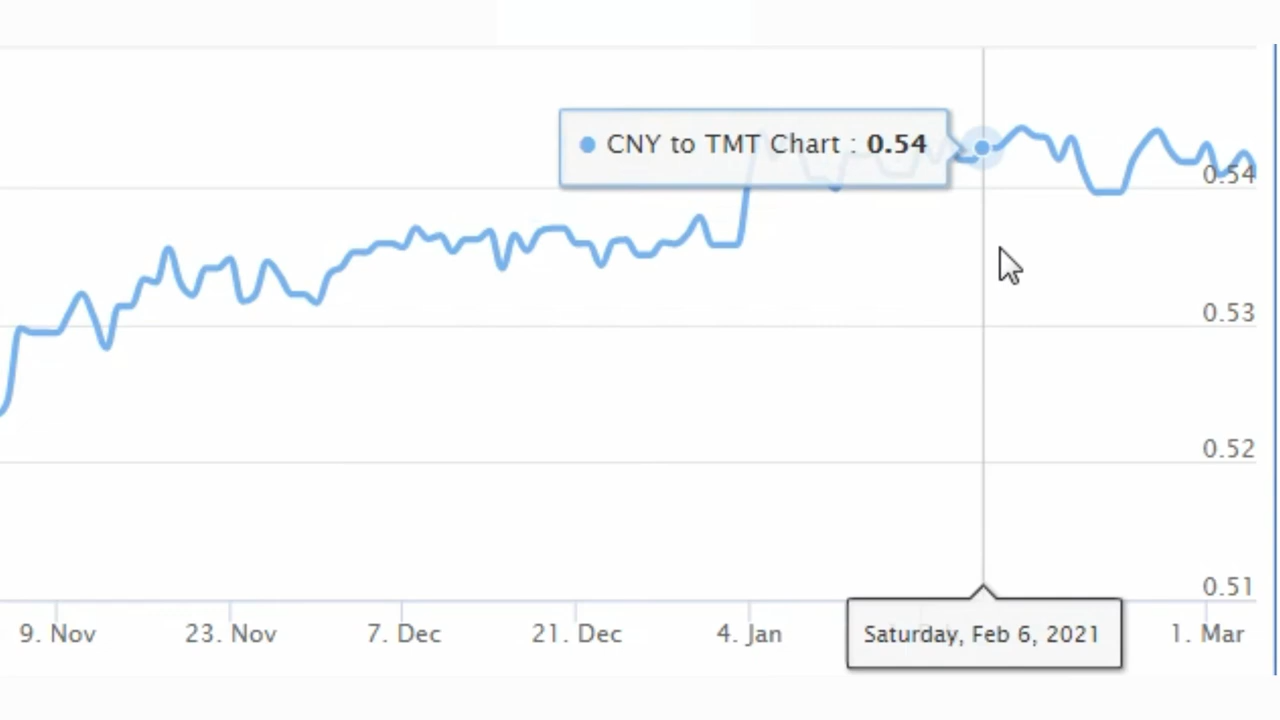 CNY to TMT Chart : 0.54
0.54
0.53
0.52
0.51
9. Nov 23. Nov 7. Dec 21. Dec 4. Jan 1. Mar
Saturday, Feb 6, 2021